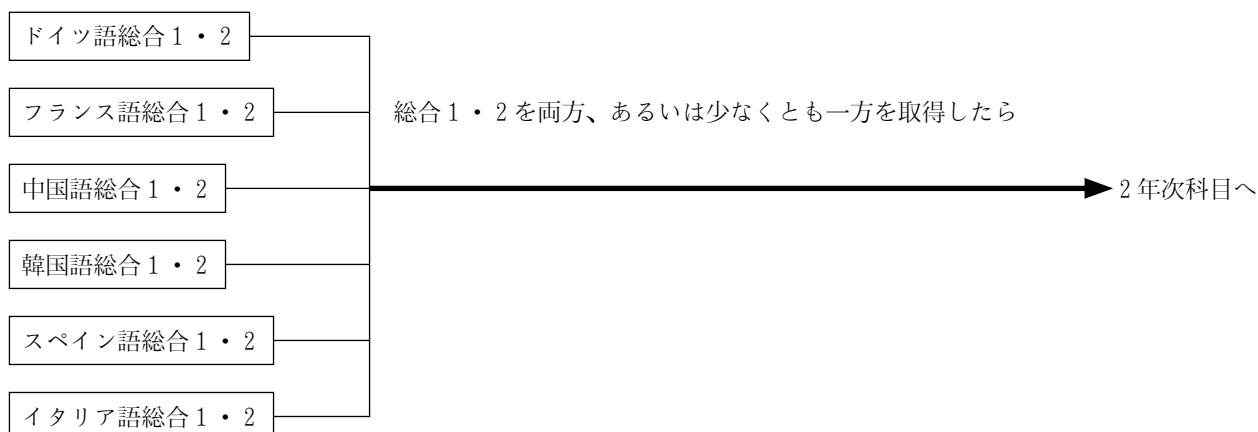 ドイツ語総合1・2
フランス語総合1・2
総合1・2を両方、あるいは少なくとも一方を取得したら
中国語総合1・2
2年次科目へ
韓国語総合1・2
スペイン語総合1・2
イタリア語総合1・2